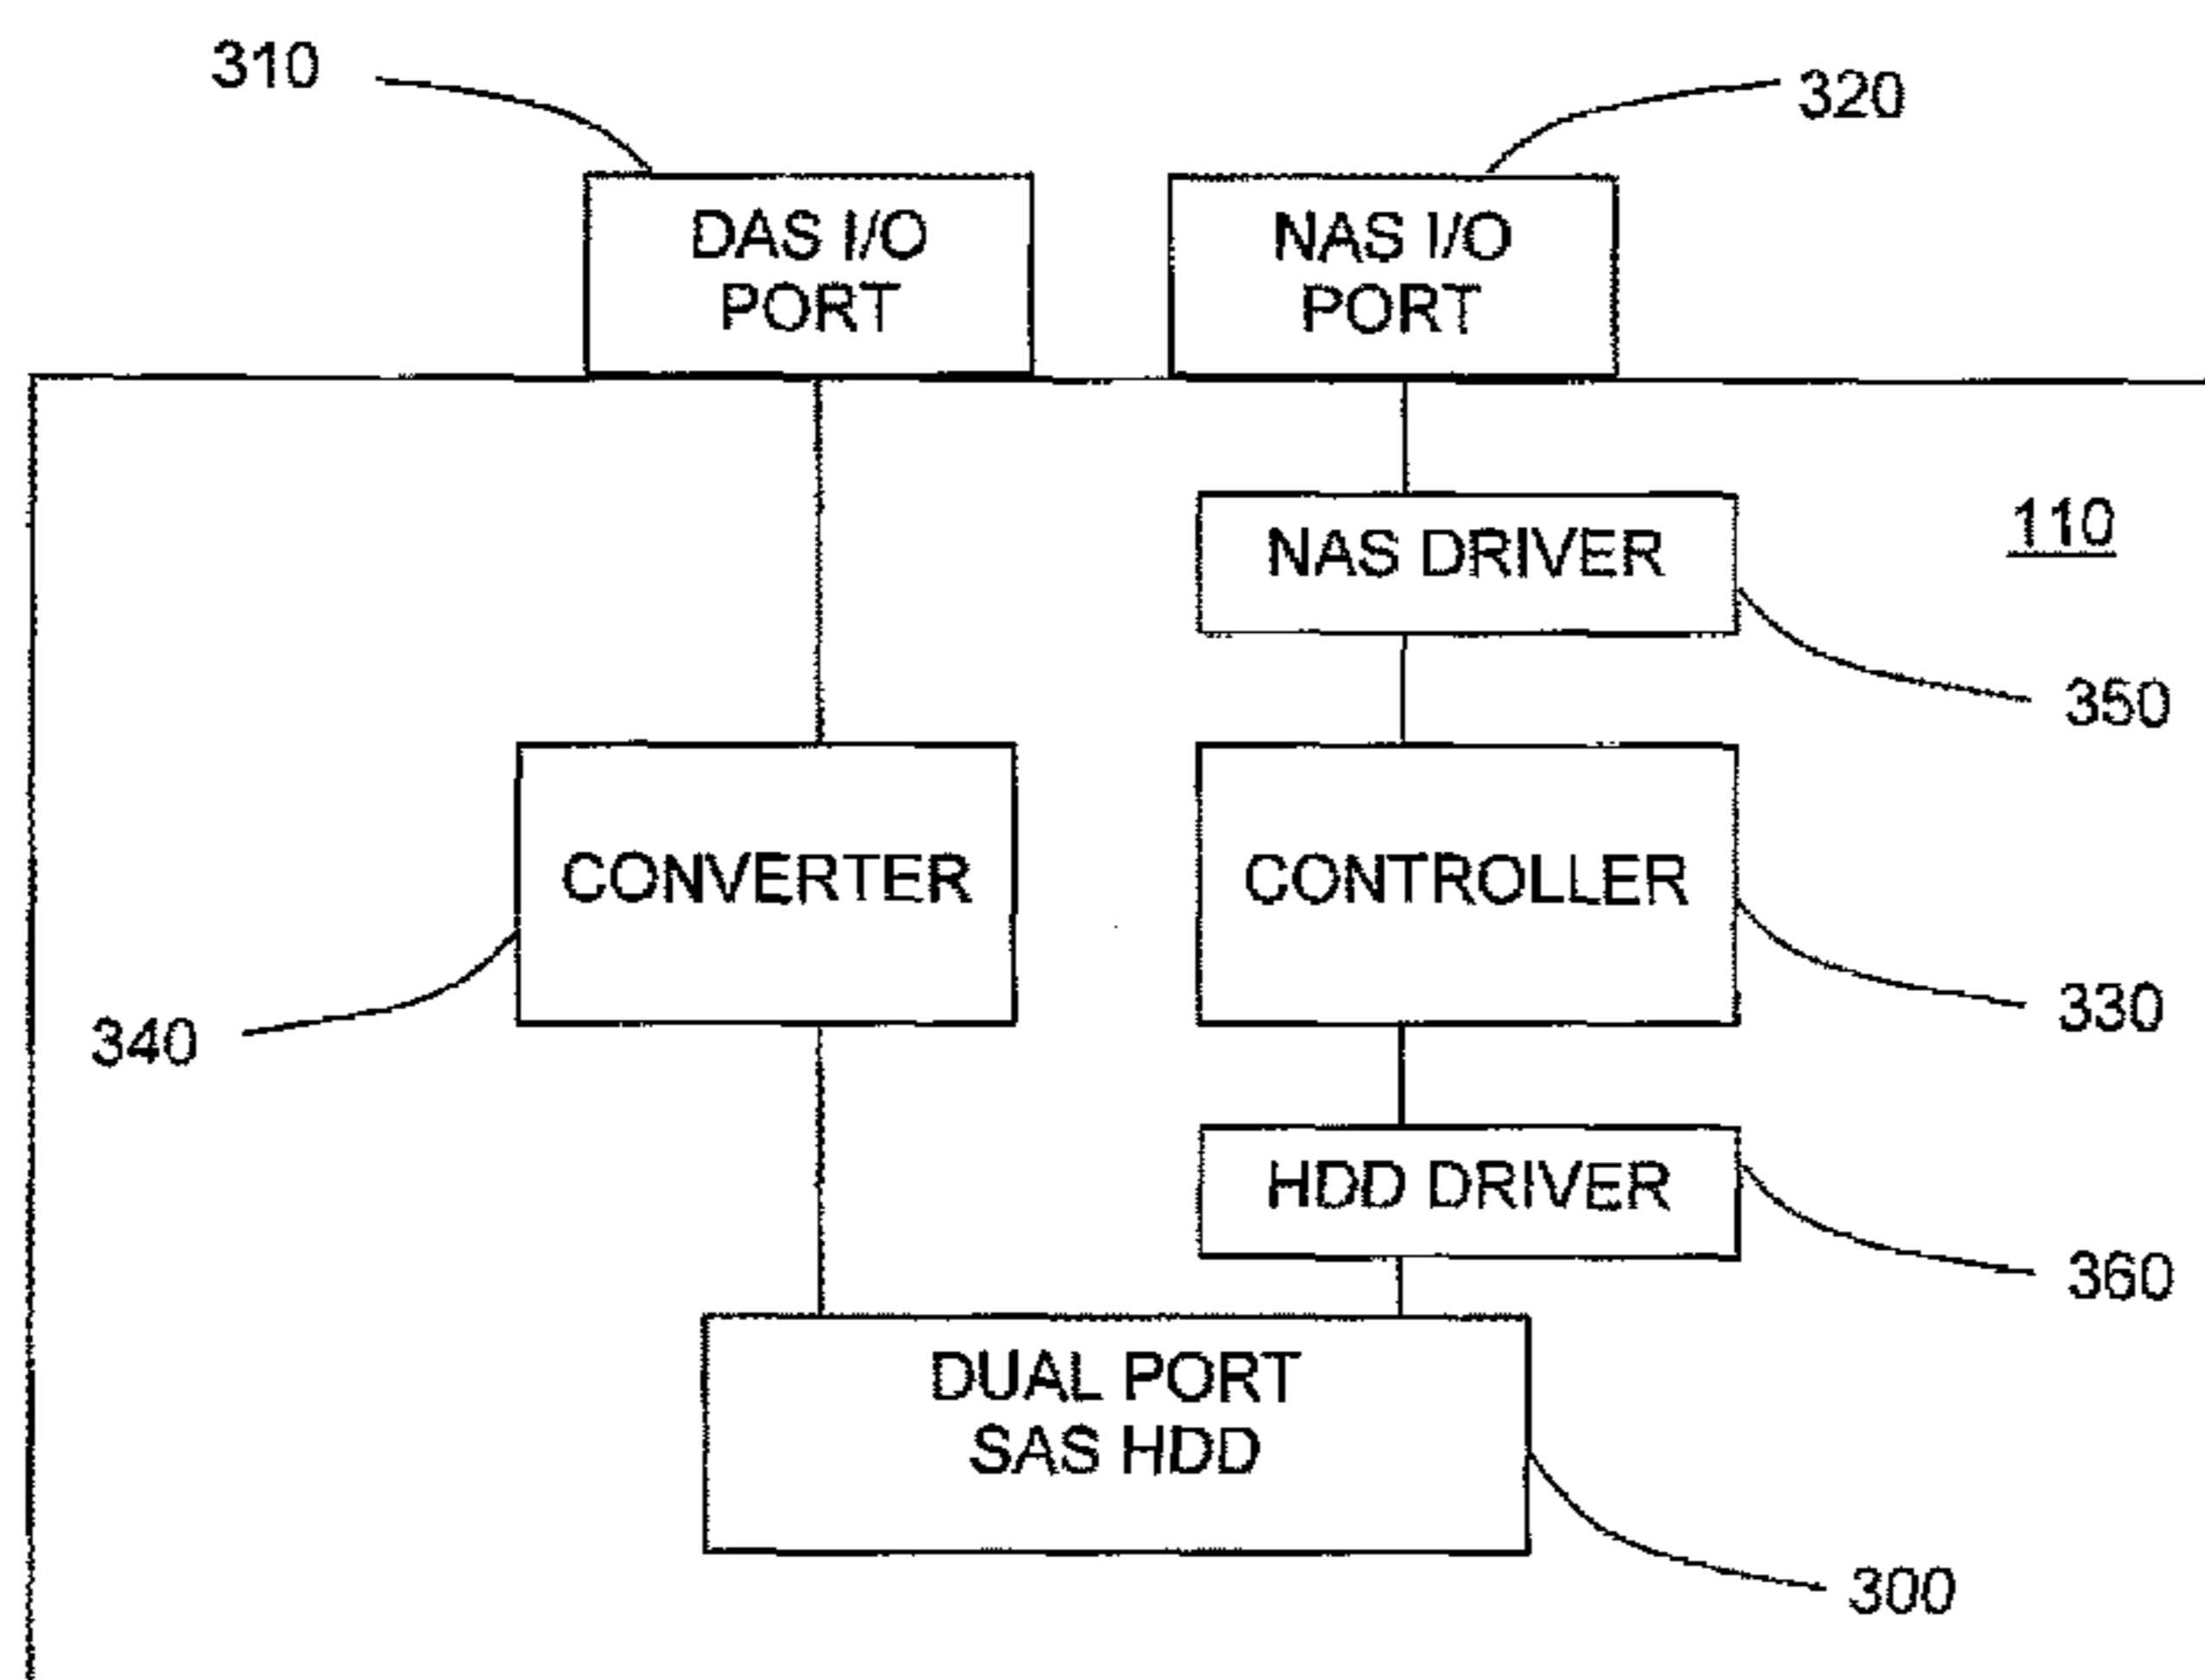 310
320
DAS I/O
PORT
NAS I/O
PORT
110
NAS DRIVER
350
CONVERTER
CONTROLLER
340
330
HDD DRIVER
360
DUAL PORT
SAS HDD
300